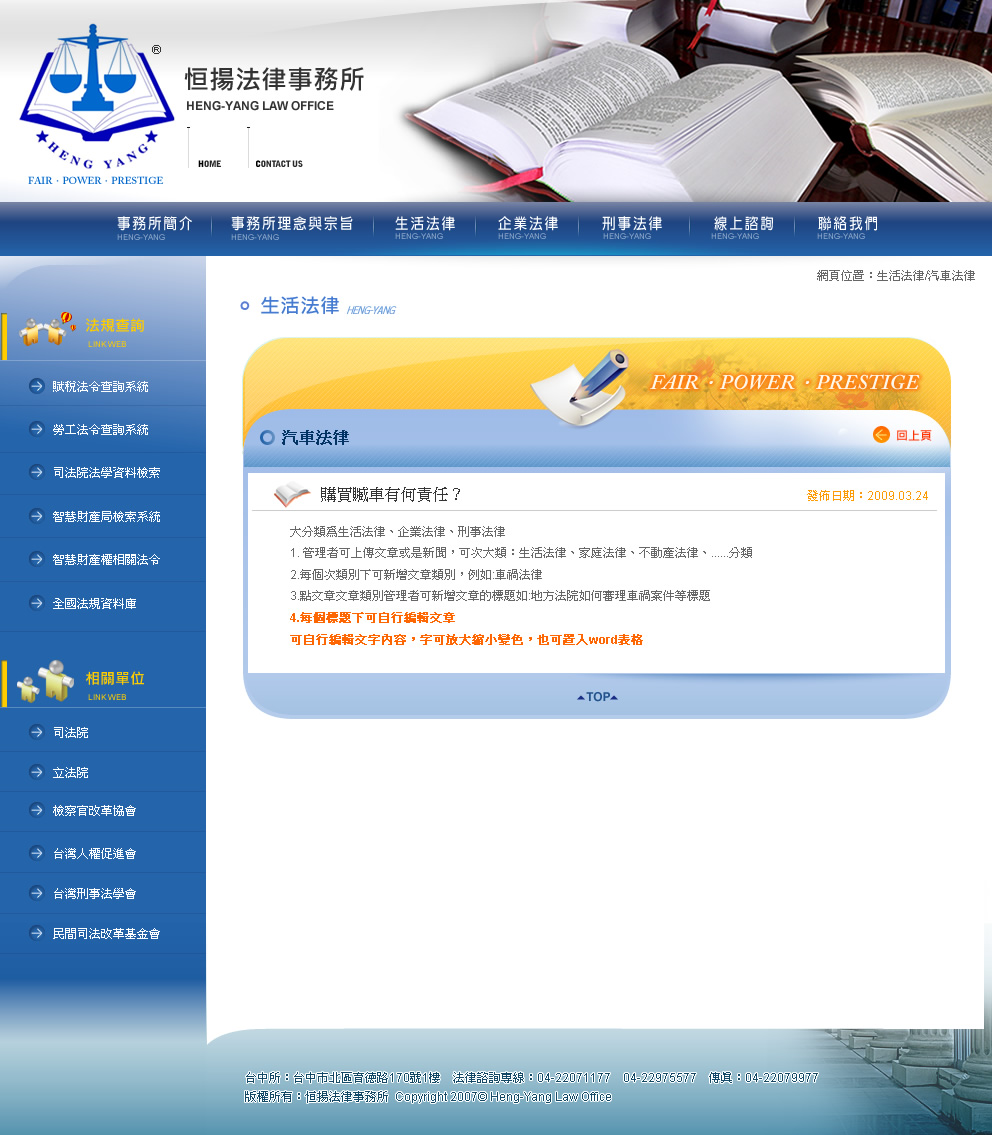 ®
恒揚法律事務所
HENG-YANG LAW OFFICE
HENG YANG
FAIR · POWER · PRESTIGE
HOME
CONTACT US
事務所簡介
HENG-YANG
事務所理念與宗旨
HENG-YANG
生活法律
HENG-YANG
企業法律
HENG-YANG
刑事法律
HENG-YANG
線上諮詢
HENG-YANG
聯絡我們
HENG-YANG
網頁位置：生活法律/汽車法律
法規查詢
LINK WEB
賦稅法令查詢系統
勞工法令查詢系統
司法院法學資料檢索
智慧財產局檢索系統
智慧財產權相關法令
全國法規資料庫
相關單位
LINK WEB
司法院
立法院
檢察官改革協會
台灣人權促進會
台灣刑事法學會
民間司法改革基金會
生活法律 HENG-YANG
FAIR · POWER · PRESTIGE
汽車法律
回上頁
購買贓車有何責任？
發佈日期：2009.03.24
大分類為生活法律、企業法律、刑事法律
1. 管理者可上傳文章或是新聞，可次大類：生活法律、家庭法律、不動產法律、......分類
2.每個次類別下可新增文章類別，例如:車禍法律
3.點文章文章類別管理者可新增文章的標題如:地方法院如何審理車禍案件等標題
4.每個標題下可自行編輯文章
可自行編輯文字內容，字可放大縮小變色，也可置入word表格
TOP
台中所：台中市北區育德路170號1樓 法律諮詢專線：04-22071177 04-22975577 傳真：04-22079977
版權所有：恒揚法律事務所 Copyright 2007© Heng-Yang Law Office